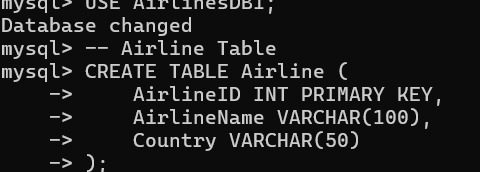 mysql> USE AirlinesDB1;
Database changed
mysql> -- Airline Table
mysql> CREATE TABLE Airline (
    ->     AirlineID INT PRIMARY KEY,
    ->     AirlineName VARCHAR(100),
    ->     Country VARCHAR(50)
    -> );